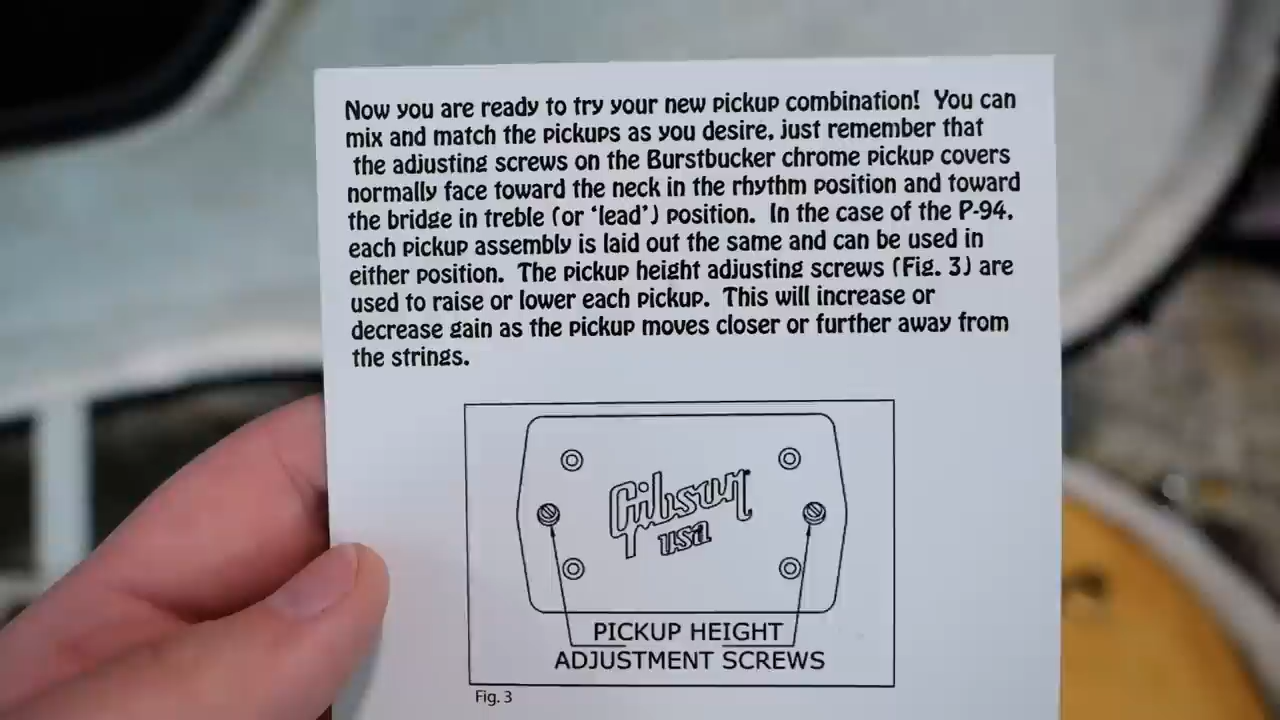 Now you are ready to try your new pickup combination! You can
mix and match the pickups as you desire, just remember that
the adjusting screws on the Burstbucker chrome pickup covers
normally face toward the neck in the rhythm position and toward
the bridge in treble (or ‘lead’) position. In the case of the P-94,
each pickup assembly is laid out the same and can be used in
either position. The pickup height adjusting screws (Fig. 3) are
used to raise or lower each pickup. This will increase or
decrease gain as the pickup moves closer or further away from
the strings.
Gibson
USA
PICKUP HEIGHT
ADJUSTMENT SCREWS
Fig. 3